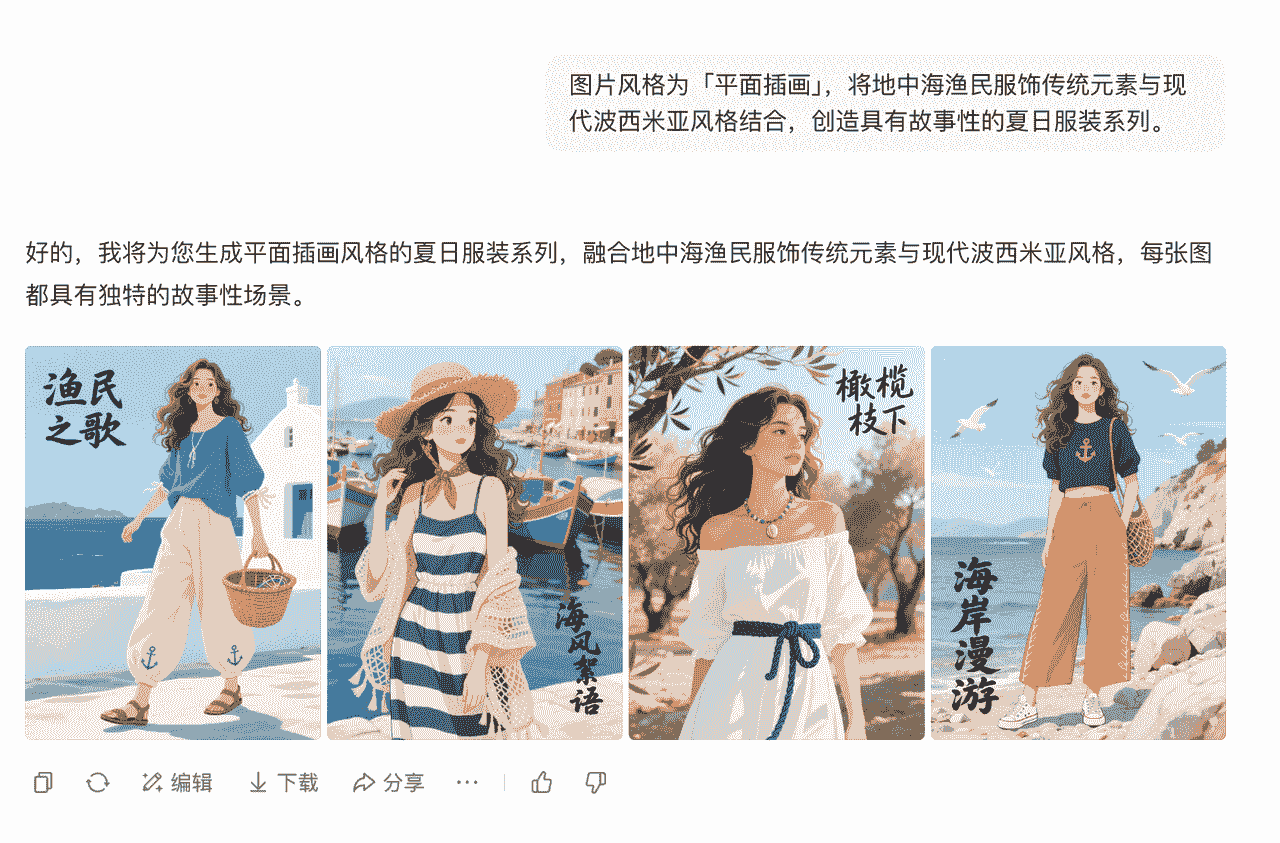 图片风格为「平面插画」，将地中海渔民服饰传统元素与现
代波西米亚风格结合，创造具有故事性的夏日服装系列。
好的，我将为您生成平面插画风格的夏日服装系列，融合地中海渔民服饰传统元素与现代波西米亚风格，每张图
都具有独特的故事性场景。
渔民
之歌
海风絮语
橄榄
枝下
海岸漫游
编辑
下载
分享